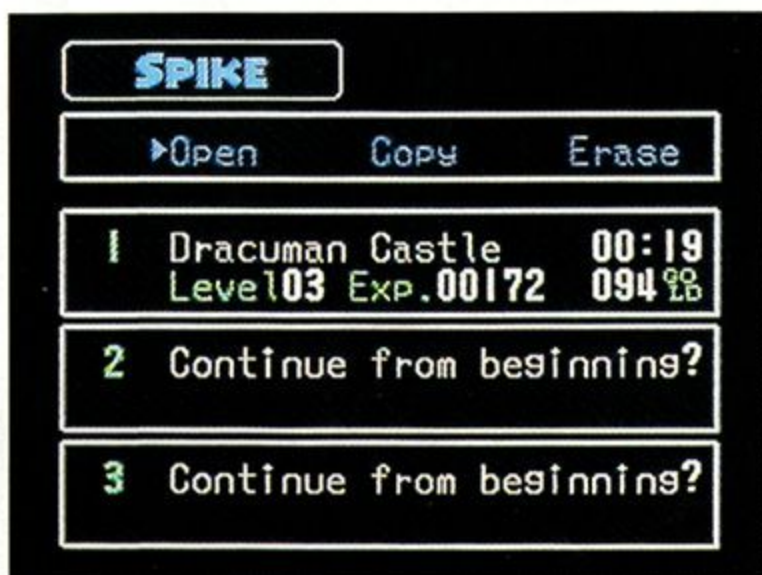 SPIKE
▶Open Copy Erase
1 Dracuman Castle 00:19
Level03 Exp.00172 094 GOLD
2 Continue from beginning?
3 Continue from beginning?